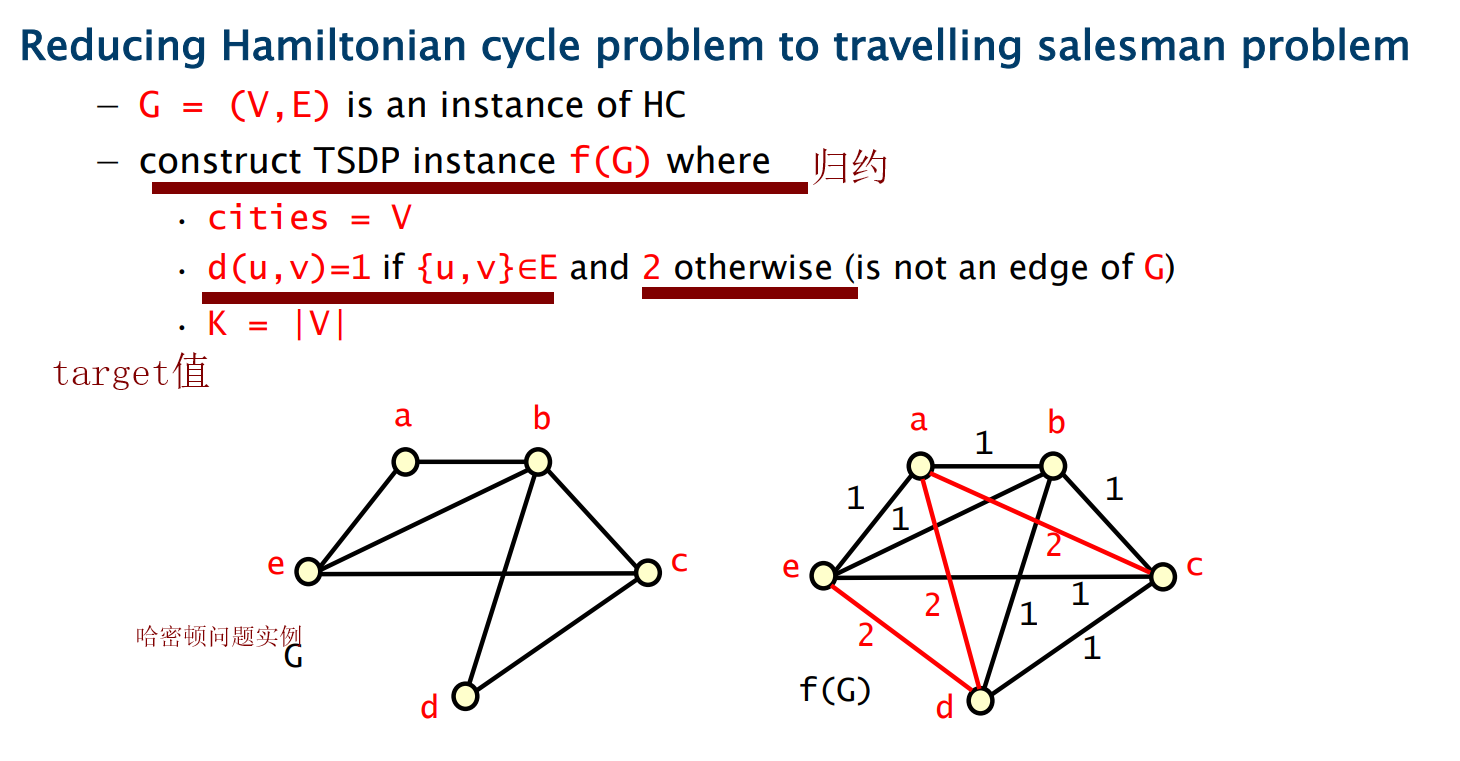 Reducing Hamiltonian cycle problem to travelling salesman problem
– G = (V,E) is an instance of HC
– construct TSDP instance f(G) where 归约
· cities = V
· d(u,v)=1 if {u,v}∈E and 2 otherwise (is not an edge of G)
· K = |V|
target值
a b
e c
哈密顿问题实例
G
d
a 1 b
1 1 1
2
e c
2 1 1
2 1
f(G)
d